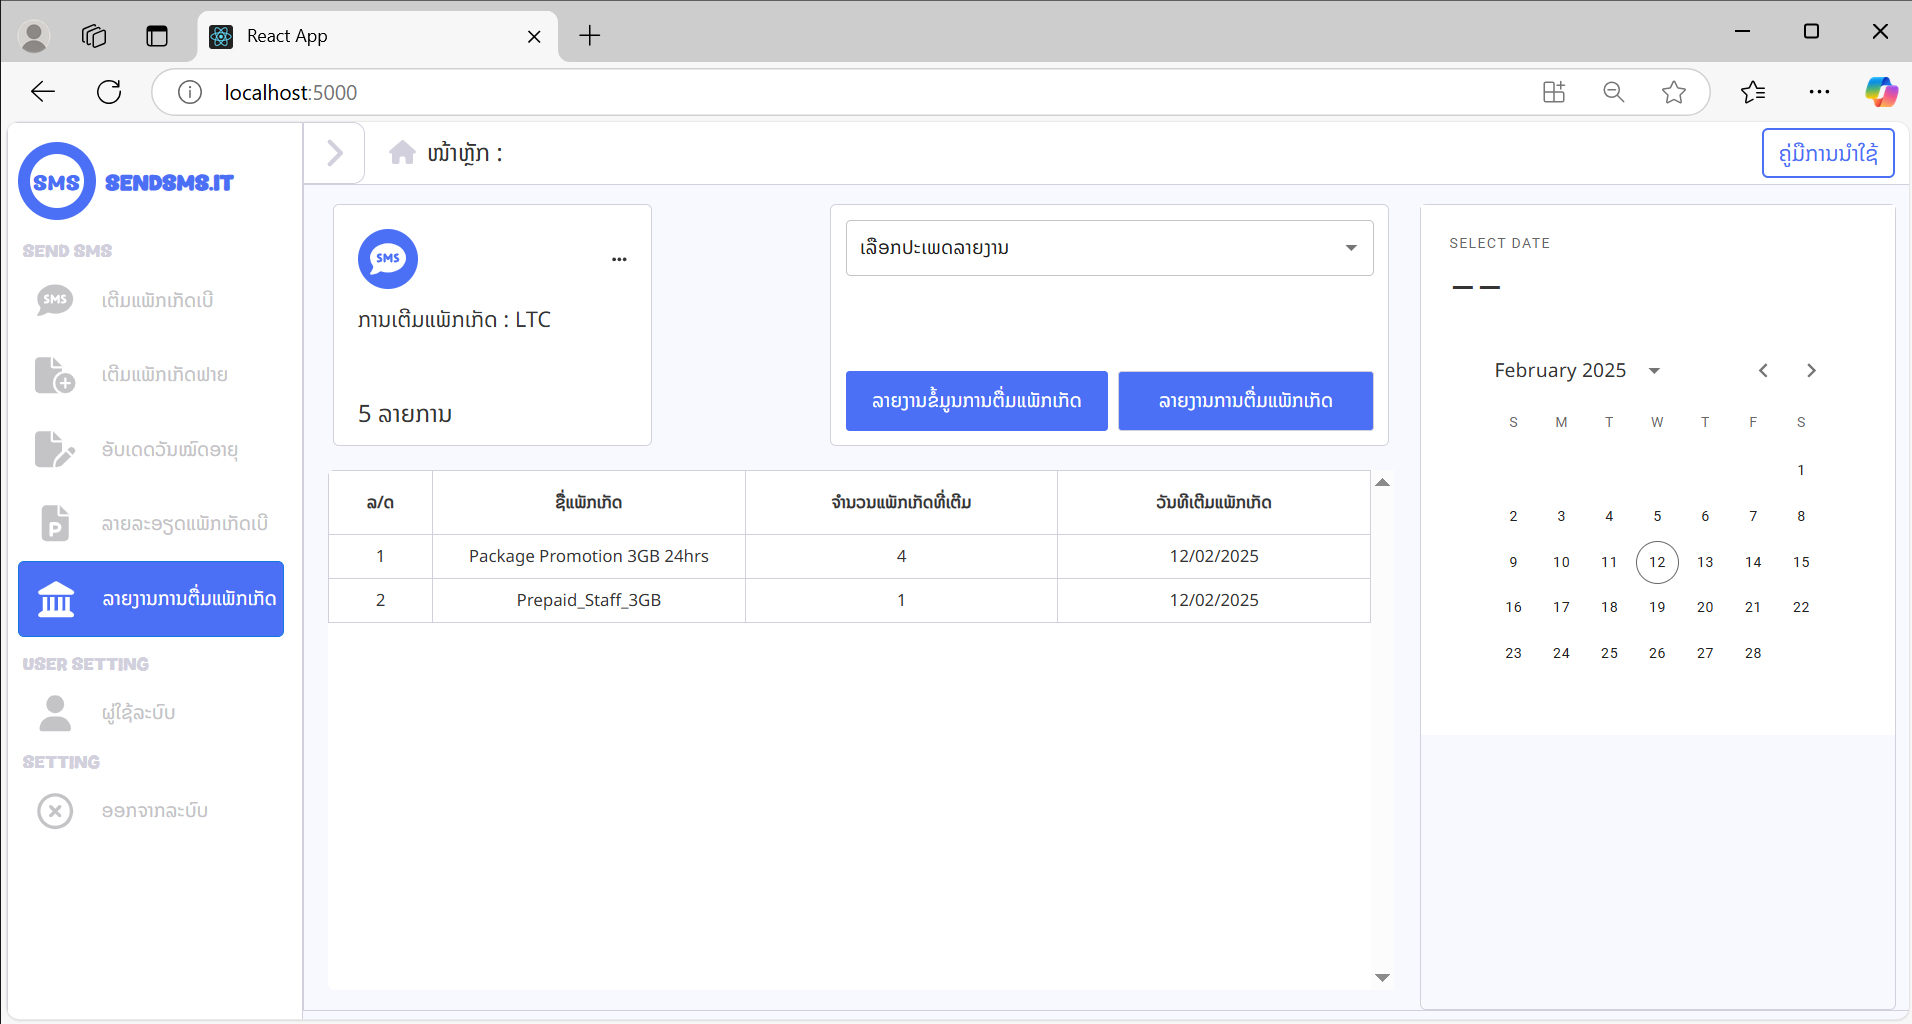 React App
localhost:5000
SMS
SENDSMS.IT
SEND SMS
SMS
ເຕີມແພັກເກັດເບີ
ເຕີມແພັກເກັດຟາຍ
ອັບເດດວັນໝົດອາຍຸ
P
ລາຍລະອຽດແພັກເກັດເບີ
ລາຍງານການຕື່ມແພັກເກັດ
USER SETTING
ຜູ່ໃຊ້ລະບົບ
SETTING
ອອກຈາກລະບົບ
ໜ້າຫຼັກ :
ຄູ່ມືການນຳໃຊ້
SMS
...
ການເຕີມແພັກເກັດ : LTC
5 ລາຍການ
ເລືອກປະເພດລາຍງານ
ລາຍງານຂໍ້ມູນການຕື່ມແພັກເກັດ
ລາຍງານການຕື່ມແພັກເກັດ
ລ/ດ ຊື່ແພັກເກັດ ຈຳນວນແພັກເກັດທີ່ເຕີມ ວັນທີເຕີມແພັກເກັດ
1 Package Promotion 3GB 24hrs 4 12/02/2025
2 Prepaid_Staff_3GB 1 12/02/2025
SELECT DATE
––
February 2025
S M T W T F S
1
2 3 4 5 6 7 8
9 10 11 12 13 14 15
16 17 18 19 20 21 22
23 24 25 26 27 28